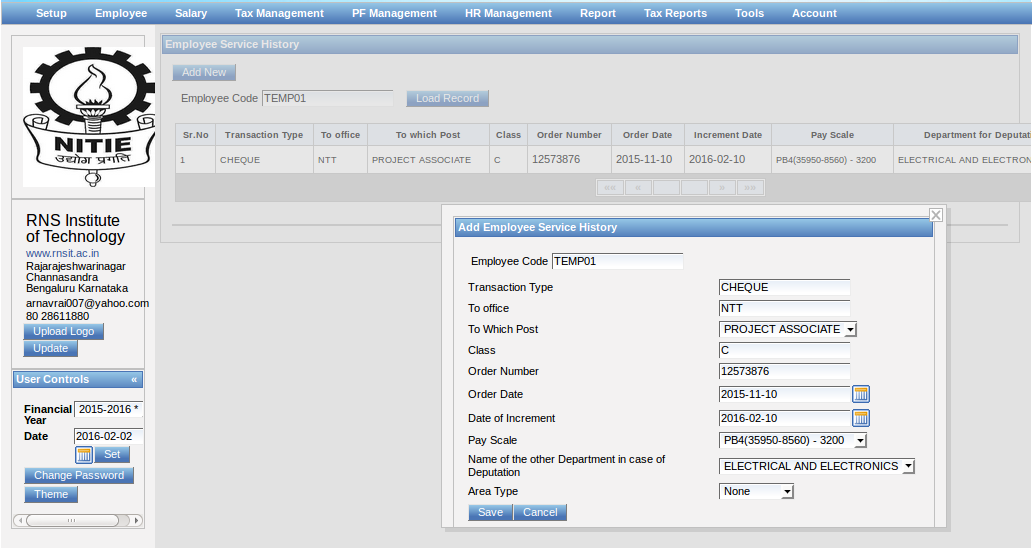 Setup Employee Salary Tax Management PF Management HR Management Report Tax Reports Tools Account
NITIE
उद्योग प्रगति
RNS Institute
of Technology
www.rnsit.ac.in
Rajarajeshwarinagar
Channasandra
Bengaluru Karnataka
arnavrai007@yahoo.com
80 28611880
Upload Logo
Update
User Controls «
Financial Year 2015-2016 *
Date 2016-02-02
Set
Change Password
Theme
Employee Service History
Add New
Employee Code TEMP01 Load Record
Sr.No Transaction Type To office To which Post Class Order Number Order Date Increment Date Pay Scale Department for Deputati
1 CHEQUE NTT PROJECT ASSOCIATE C 12573876 2015-11-10 2016-02-10 PB4(35950-8560) - 3200 ELECTRICAL AND ELECTRON
«« « » »»
Add Employee Service History
Employee Code TEMP01
Transaction Type CHEQUE
To office NTT
To Which Post PROJECT ASSOCIATE
Class C
Order Number 12573876
Order Date 2015-11-10
Date of Increment 2016-02-10
Pay Scale PB4(35950-8560) - 3200
Name of the other Department in case of
Deputation ELECTRICAL AND ELECTRONICS
Area Type None
Save Cancel